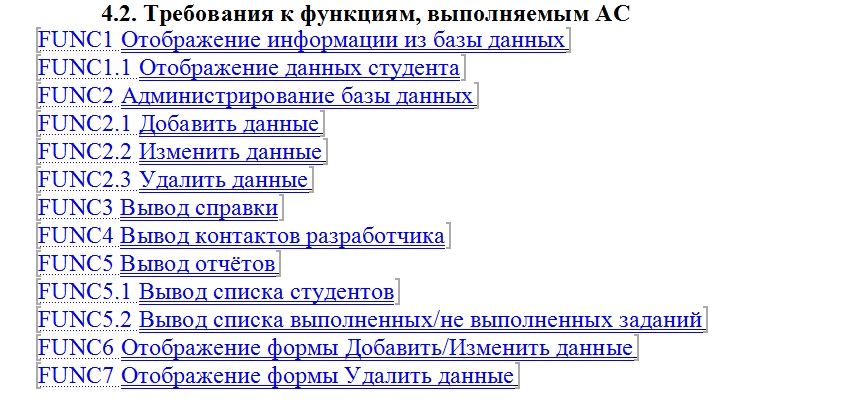 4.2. Требования к функциям, выполняемым АС
FUNC1 Отображение информации из базы данных
FUNC1.1 Отображение данных студента
FUNC2 Администрирование базы данных
FUNC2.1 Добавить данные
FUNC2.2 Изменить данные
FUNC2.3 Удалить данные
FUNC3 Вывод справки
FUNC4 Вывод контактов разработчика
FUNC5 Вывод отчётов
FUNC5.1 Вывод списка студентов
FUNC5.2 Вывод списка выполненных/не выполненных заданий
FUNC6 Отображение формы Добавить/Изменить данные
FUNC7 Отображение формы Удалить данные